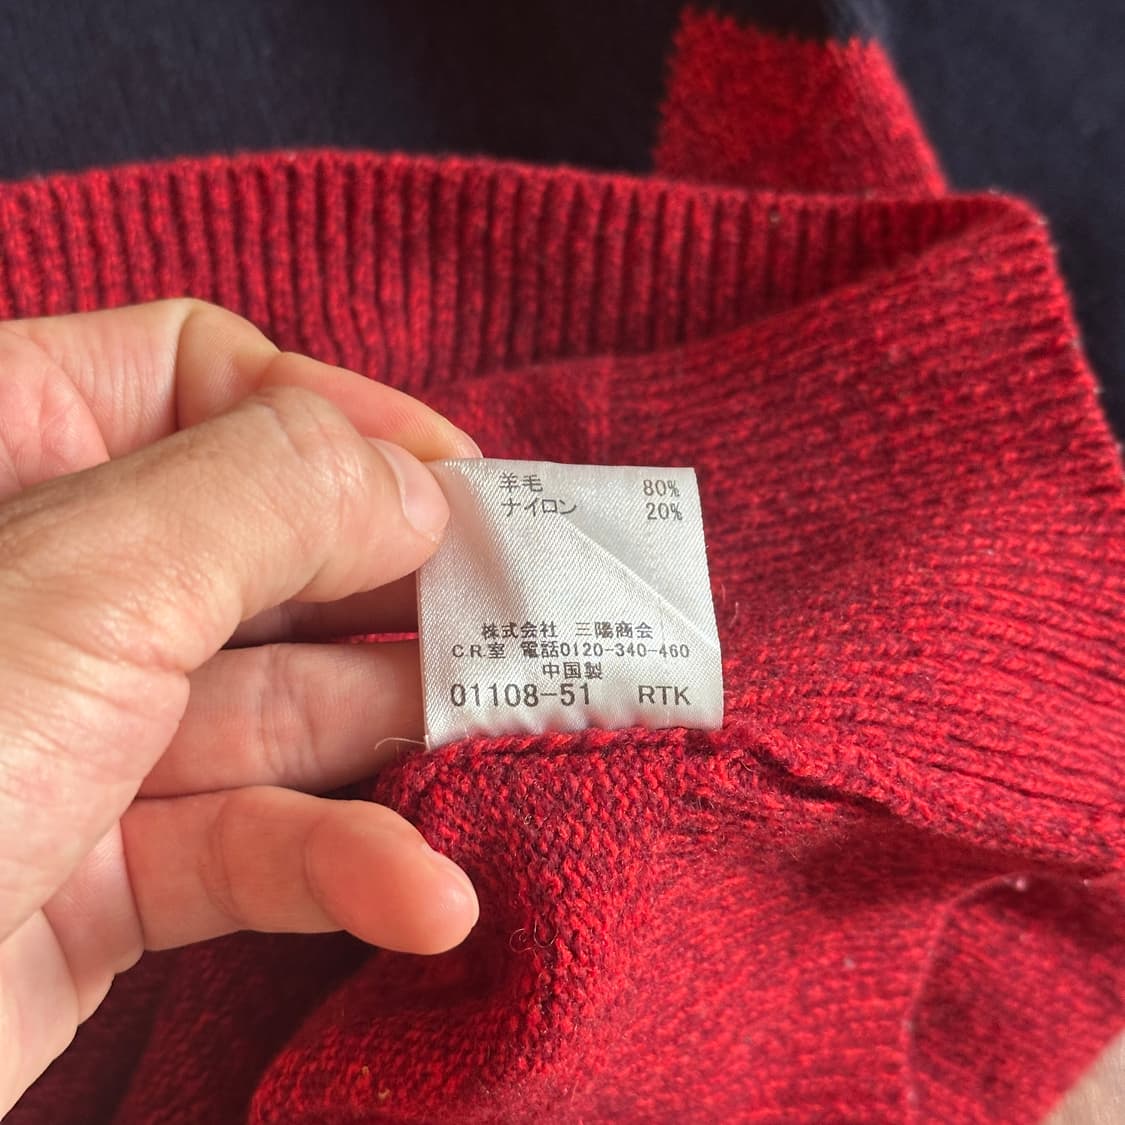 羊毛 80%
ナイロン 20%
株式会社 三陽商会
C.R.室 電話0120-340-460
中国製
01108-51 RTK